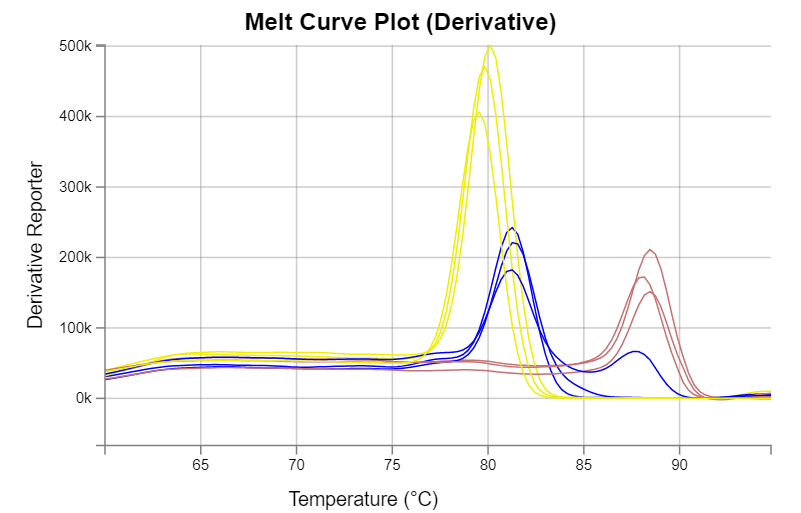 Melt Curve Plot (Derivative)
500k
400k
300k
200k
100k
0k
Derivative Reporter
65
70
75
80
85
90
Temperature (°C)